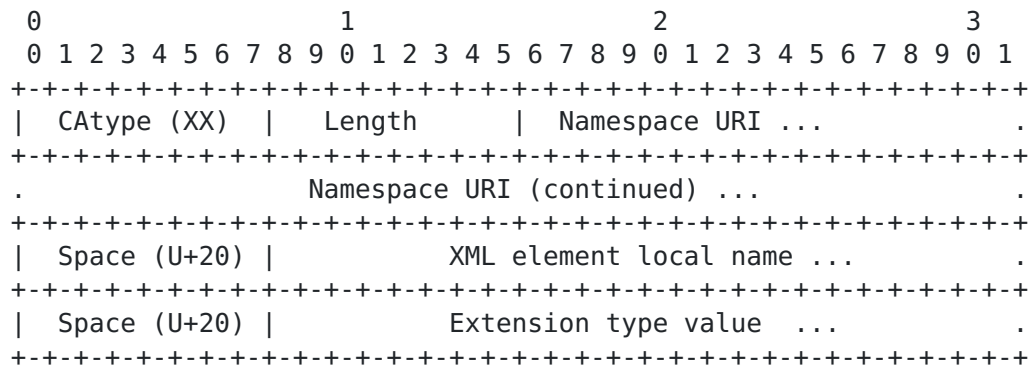 0                   1                   2                   3
 0 1 2 3 4 5 6 7 8 9 0 1 2 3 4 5 6 7 8 9 0 1 2 3 4 5 6 7 8 9 0 1
+-+-+-+-+-+-+-+-+-+-+-+-+-+-+-+-+-+-+-+-+-+-+-+-+-+-+-+-+-+-+-+-+
|  CAtype (XX)  |   Length      |  Namespace URI ...            .
+-+-+-+-+-+-+-+-+-+-+-+-+-+-+-+-+-+-+-+-+-+-+-+-+-+-+-+-+-+-+-+-+
.                  Namespace URI (continued) ...                .
+-+-+-+-+-+-+-+-+-+-+-+-+-+-+-+-+-+-+-+-+-+-+-+-+-+-+-+-+-+-+-+-+
|  Space (U+20) |           XML element local name ...          .
+-+-+-+-+-+-+-+-+-+-+-+-+-+-+-+-+-+-+-+-+-+-+-+-+-+-+-+-+-+-+-+-+
|  Space (U+20) |           Extension type value  ...           .
+-+-+-+-+-+-+-+-+-+-+-+-+-+-+-+-+-+-+-+-+-+-+-+-+-+-+-+-+-+-+-+-+